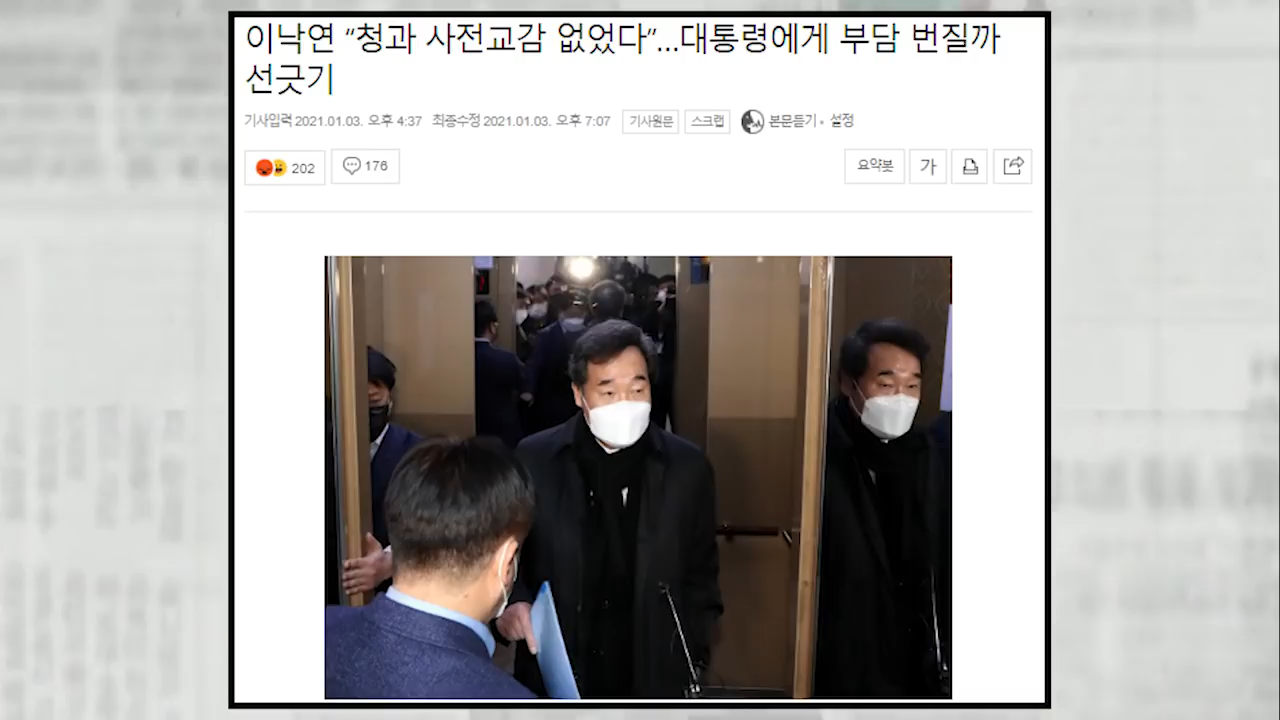 이낙연 “청과 사전교감 없었다”…대통령에게 부담 번질까
선긋기
기사입력 2021.01.03. 오후 4:37 최종수정 2021.01.03. 오후 7:07 기사원문 스크랩 본문듣기 · 설정
202 176 요약봇 가